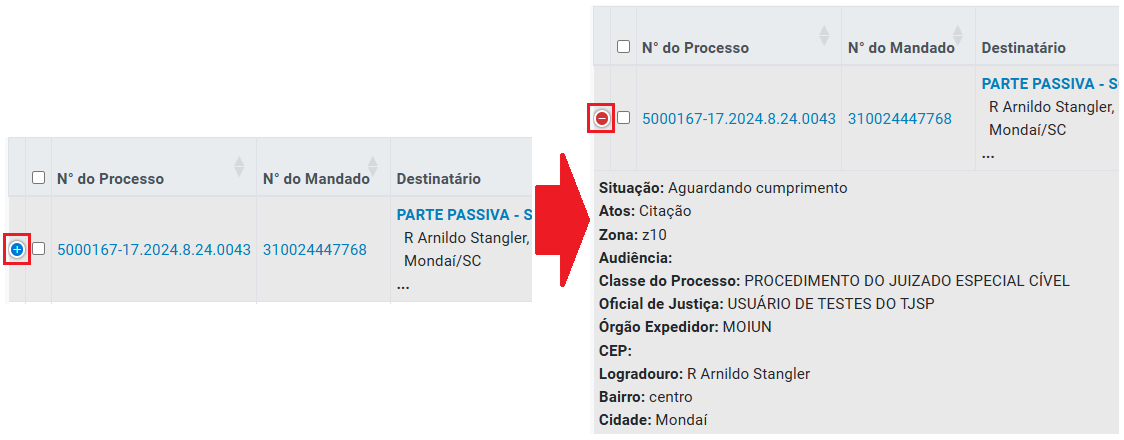 N° do Processo N° do Mandado Destinatário
PARTE PASSIVA - S
5000167-17.2024.8.24.0043 310024447768 R Arnildo Stangler,
Mondaí/SC
...
N° do Processo N° do Mandado Destinatário
PARTE PASSIVA - S
R Arnildo Stangler,
5000167-17.2024.8.24.0043 310024447768
Mondaí/SC
...
Situação: Aguardando cumprimento
Atos: Citação
Zona: z10
Audiência:
Classe do Processo: PROCEDIMENTO DO JUIZADO ESPECIAL CÍVEL
Oficial de Justiça: USUÁRIO DE TESTES DO TJSP
Órgão Expedidor: MOIUN
CEP:
Logradouro: R Arnildo Stangler
Bairro: centro
Cidade: Mondaí